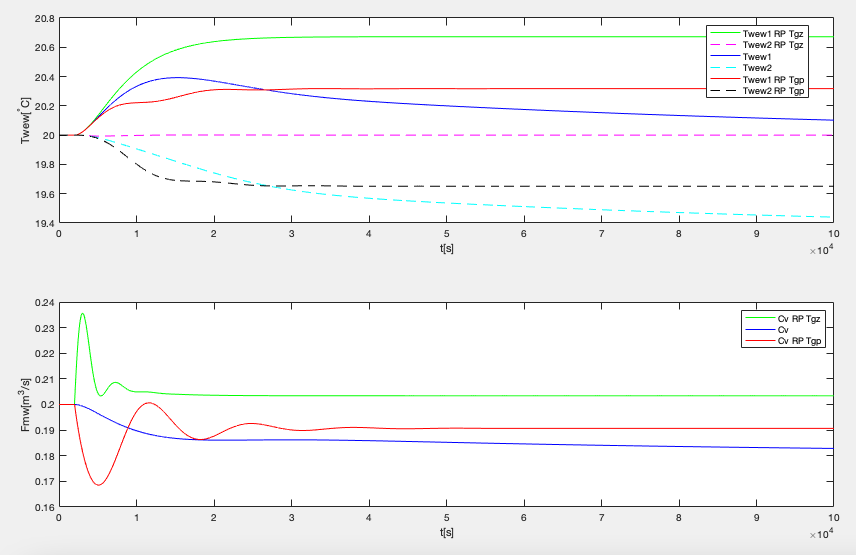 20.8
20.6
20.4
20.2
20
19.8
19.6
19.4
Twew[°C]
Twew1 RP Tgz
Twew2 RP Tgz
Twew1
Twew2
Twew1 RP Tgp
Twew2 RP Tgp
0 1 2 3 4 5 6 7 8 9 10
t[s]
×10⁴
0.24
0.23
0.22
0.21
0.2
0.19
0.18
0.17
0.16
Fmw[m³/s]
Cv RP Tgz
Cv
Cv RP Tgp
0 1 2 3 4 5 6 7 8 9 10
t[s]
×10⁴